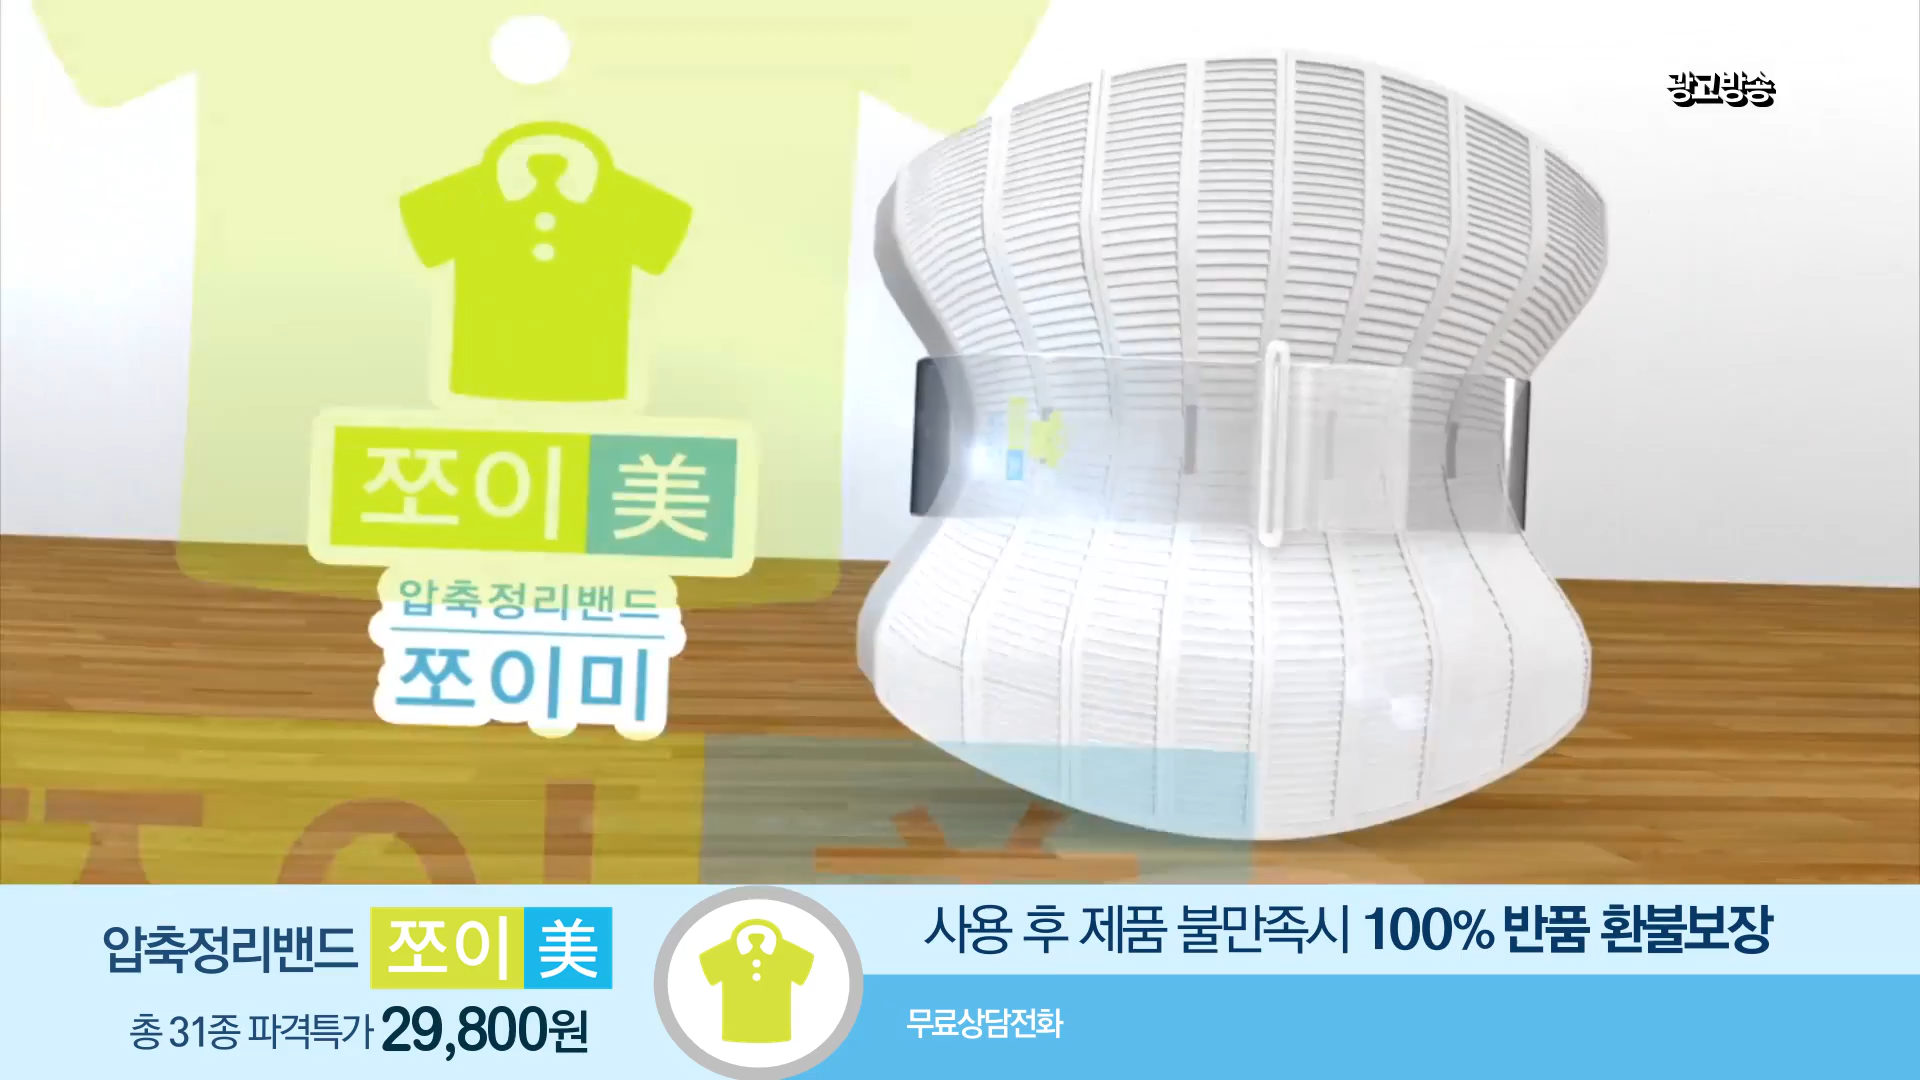 광고방송
쪼이美
압축정리밴드
쪼이미
쪼이美
압축정리밴드 쪼이美
총 31종 파격특가 29,800원
사용 후 제품 불만족시 100% 반품 환불보장
무료상담전화